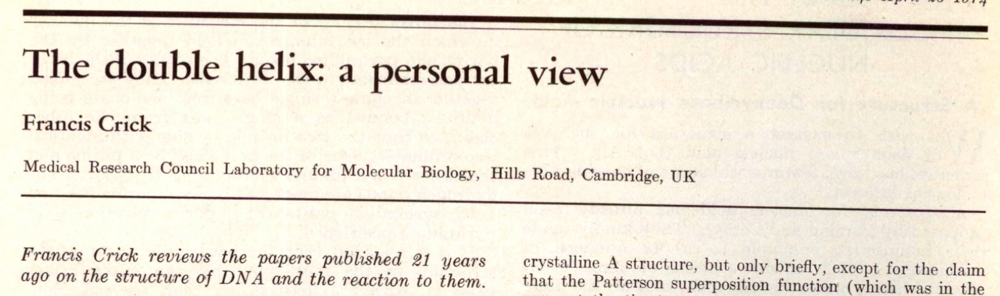 April 1974
The double helix: a personal view
Francis Crick
Medical Research Council Laboratory for Molecular Biology, Hills Road, Cambridge, UK
Francis Crick reviews the papers published 21 years
ago on the structure of DNA and the reaction to them.
crystalline A structure, but only briefly, except for the claim
that the Patterson superposition function (which was in the